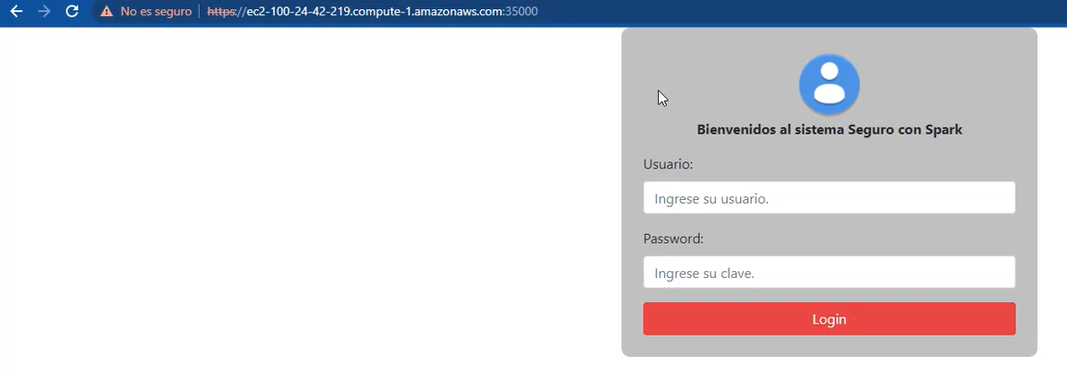 No es seguro | https://ec2-100-24-42-219.compute-1.amazonaws.com:35000
Bienvenidos al sistema Seguro con Spark
Usuario:
Ingrese su usuario.
Password:
Ingrese su clave.
Login